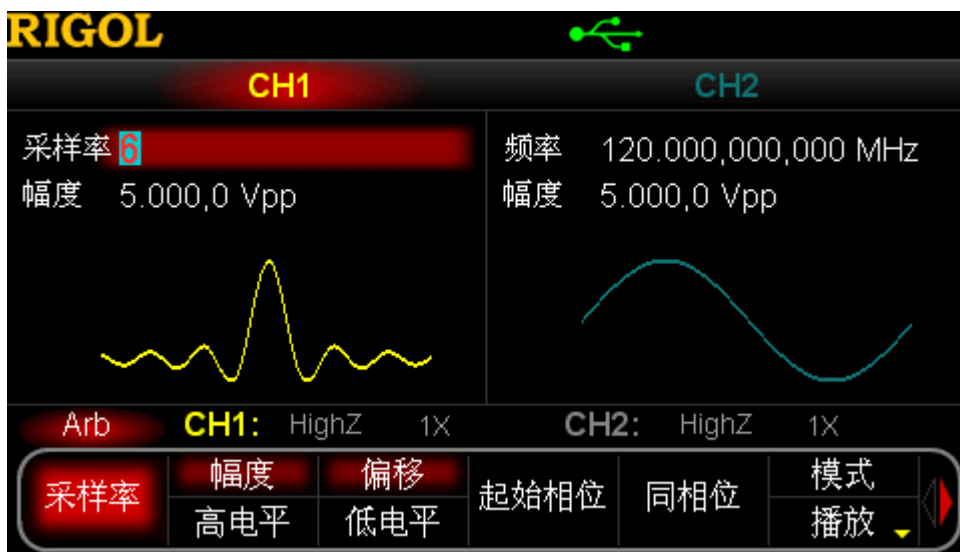 RIGOL
CH1 CH2
采样率 6 频率 120.000,000,000 MHz
幅度 5.000,0 Vpp 幅度 5.000,0 Vpp
Arb CH1: HighZ 1X CH2: HighZ 1X
采样率 幅度 偏移 起始相位 同相位 模式
高电平 低电平 播放